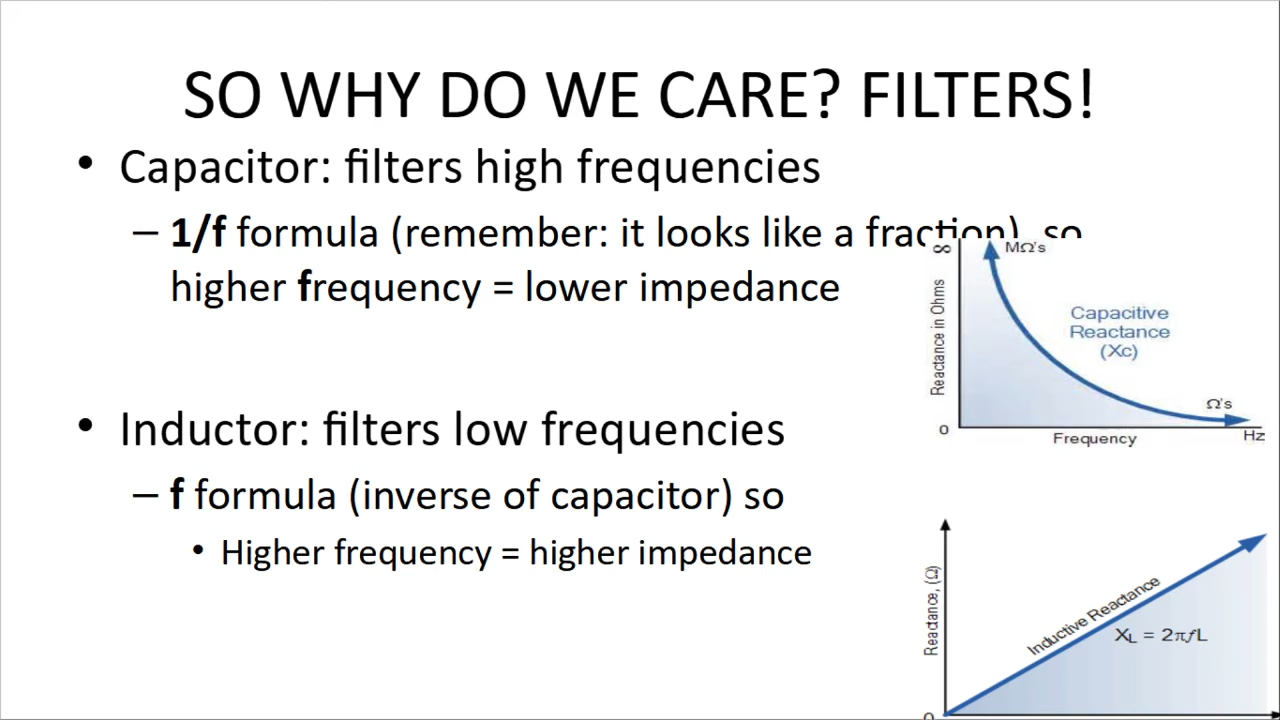 SO WHY DO WE CARE? FILTERS!
• Capacitor: filters high frequencies
– 1/f formula (remember: it looks like a fraction), so
higher frequency = lower impedance
∞
MΩ's
Reactance in Ohms
Capacitive
Reactance
(Xc)
Ω's
0
Frequency
Hz
• Inductor: filters low frequencies
– f formula (inverse of capacitor) so
• Higher frequency = higher impedance
Reactance, (Ω)
Inductive Reactance
XL = 2πfL
0